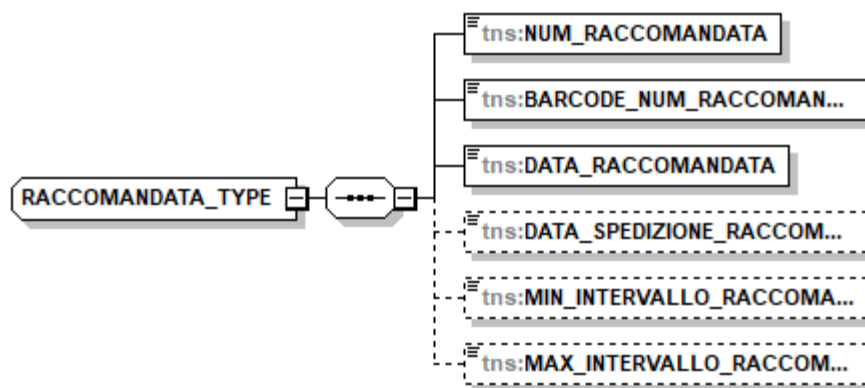 tns:NUM_RACCOMANDATA
tns:BARCODE_NUM_RACCOMAN...
tns:DATA_RACCOMANDATA
RACCOMANDATA_TYPE
tns:DATA_SPEDIZIONE_RACCOM...
tns:MIN_INTERVALLO_RACCOMA...
tns:MAX_INTERVALLO_RACCOM...